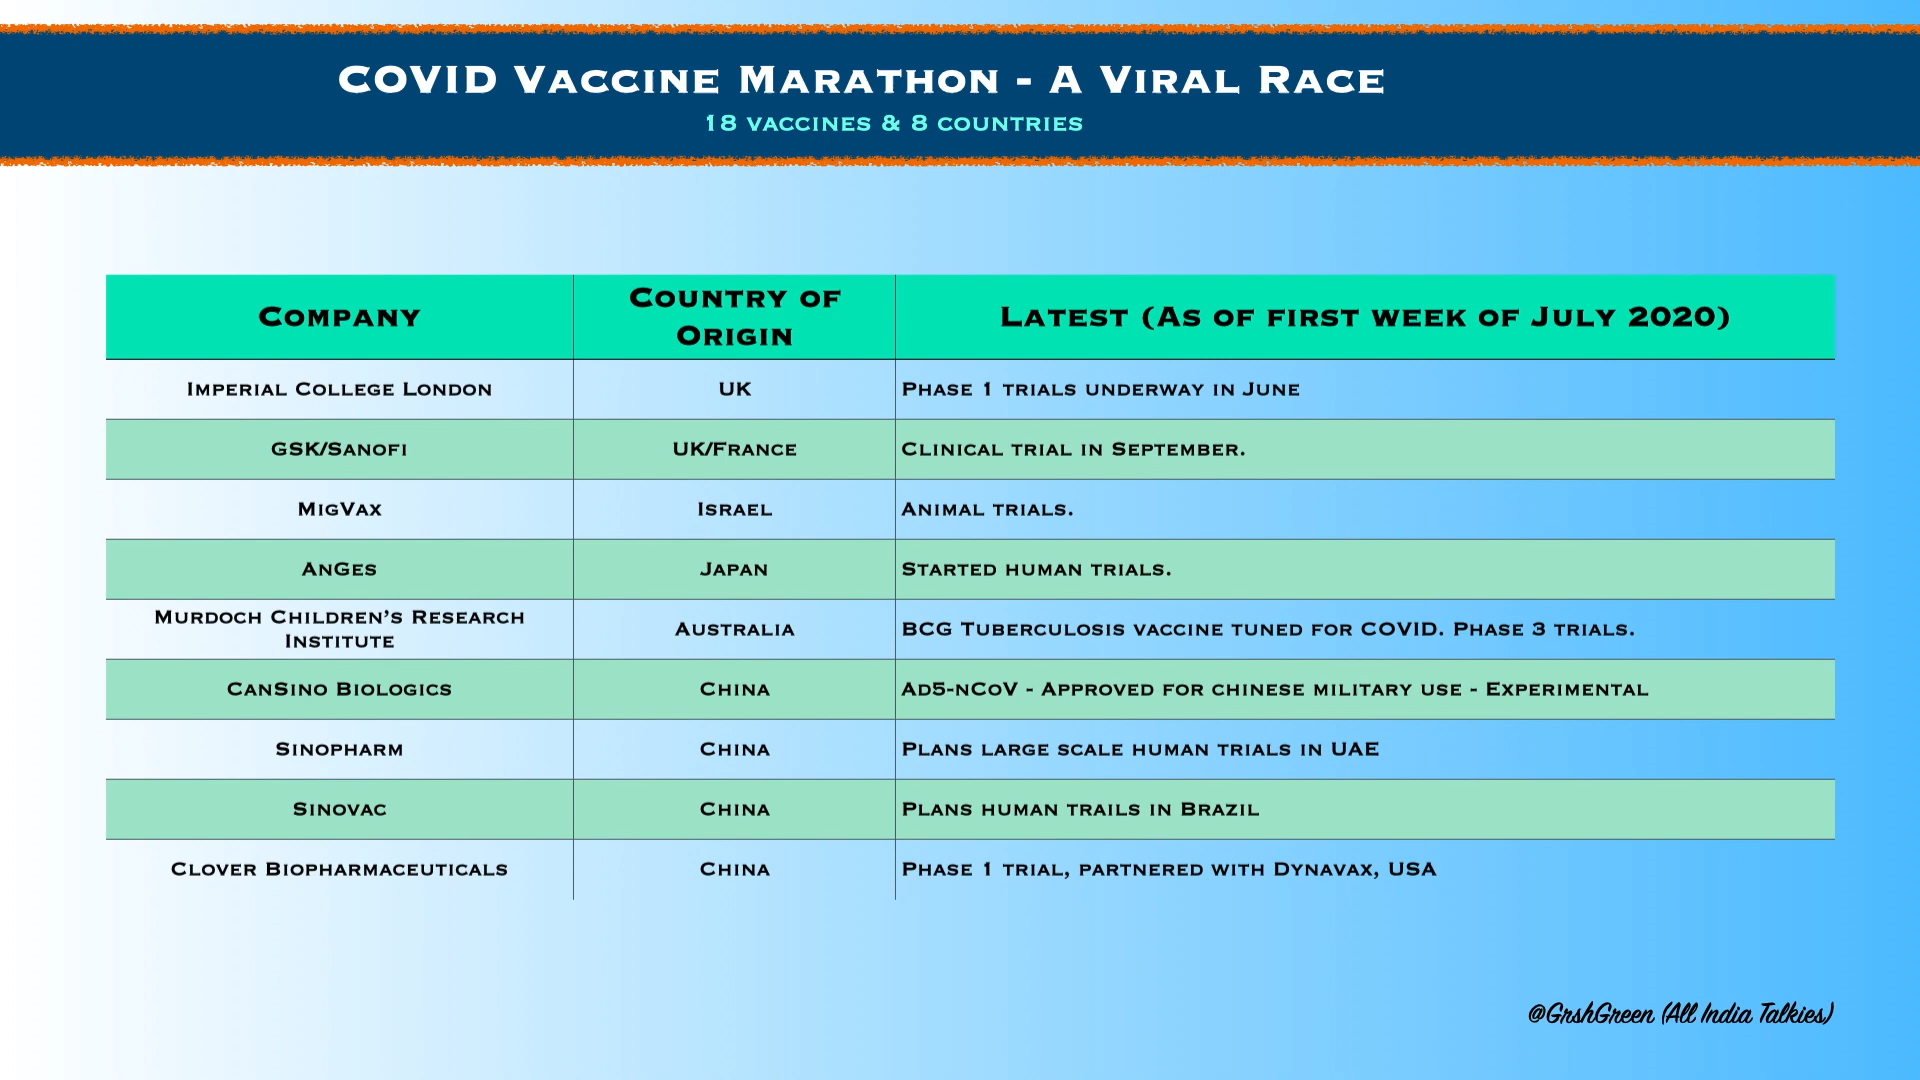 COVID Vaccine Marathon - A Viral Race
18 vaccines & 8 countries
Company
Country of
Origin
Latest (As of first week of July 2020)
Imperial College London
UK
Phase 1 trials underway in June
GSK/Sanofi
UK/France
Clinical trial in September.
MigVax
Israel
Animal trials.
AnGes
Japan
Started human trials.
Murdoch Children’s Research
Institute
Australia
BCG Tuberculosis vaccine tuned for COVID. Phase 3 trials.
CanSino Biologics
China
Ad5-nCoV - Approved for chinese military use - Experimental
Sinopharm
China
Plans large scale human trials in UAE
Sinovac
China
Plans human trails in Brazil
Clover Biopharmaceuticals
China
Phase 1 trial, partnered with Dynavax, USA
@GrshGreen (All India Talkies)